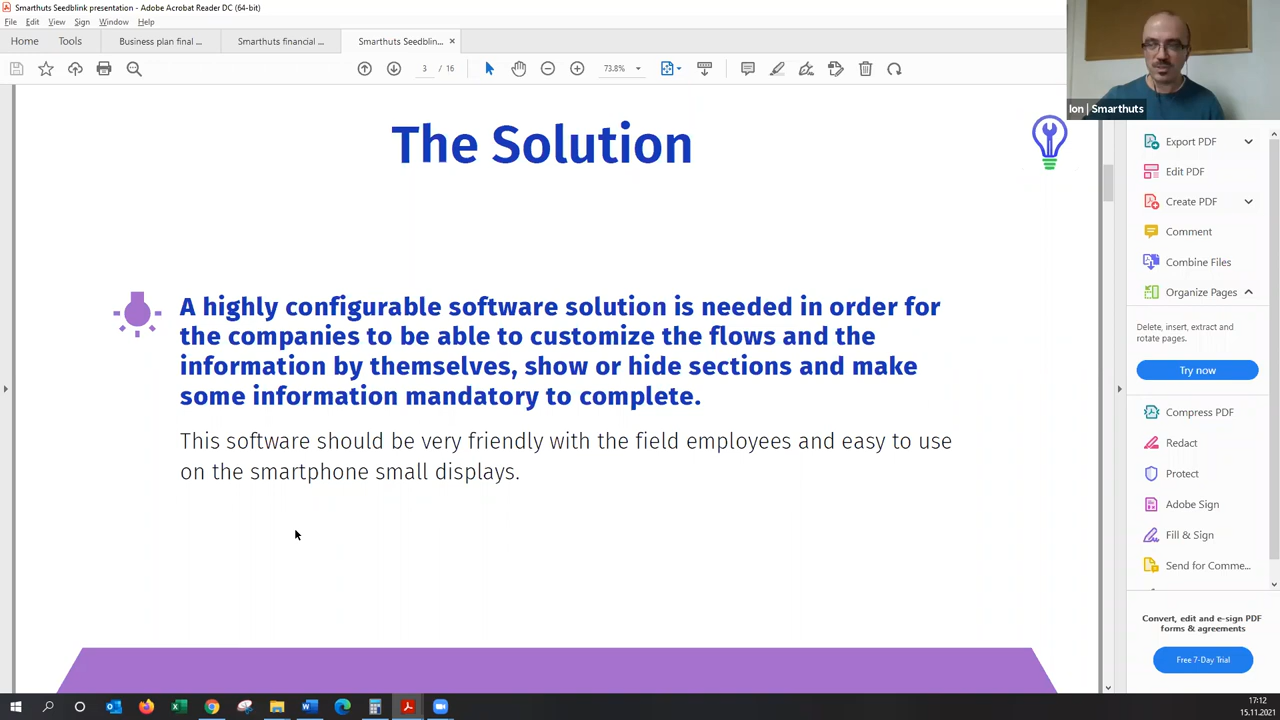 Smarthuts Seedblink presentation - Adobe Acrobat Reader DC (64-bit)
File Edit View Sign Window Help
Home Tools Business plan final ... Smarthuts financial ... Smarthuts Seedblin... ×
3 / 16 73.8%
Ion | Smarthuts
The Solution
A highly configurable software solution is needed in order for
the companies to be able to customize the flows and the
information by themselves, show or hide sections and make
some information mandatory to complete.
This software should be very friendly with the field employees and easy to use
on the smartphone small displays.
Export PDF
Edit PDF
Create PDF
Comment
Combine Files
Organize Pages
Delete, insert, extract and
rotate pages.
Try now
Compress PDF
Redact
Protect
Adobe Sign
Fill & Sign
Send for Comme...
Convert, edit and e-sign PDF
forms & agreements
Free 7-Day Trial
17:12
15.11.2021